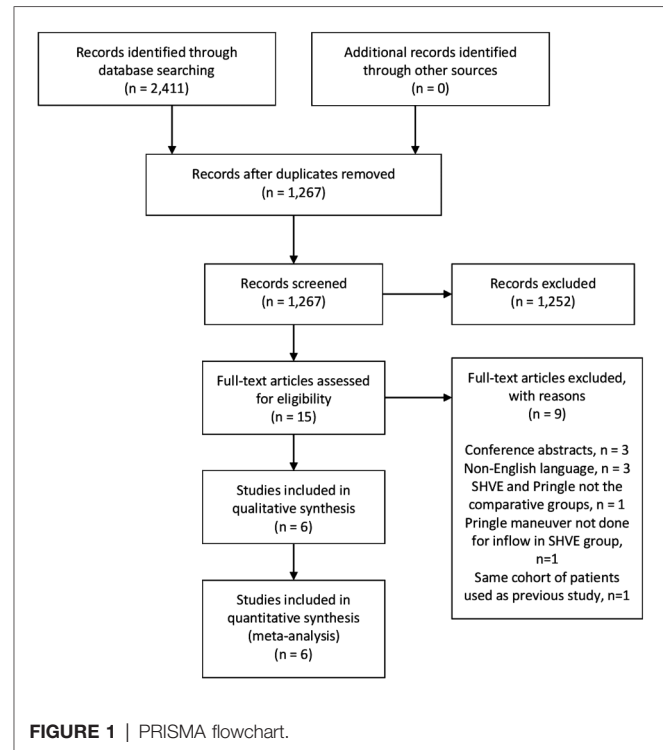 Records identified through
database searching
(n = 2,411)
Additional records identified
through other sources
(n = 0)
Records after duplicates removed
(n = 1,267)
Records screened
(n = 1,267)
Records excluded
(n = 1,252)
Full-text articles assessed
for eligibility
(n = 15)
Full-text articles excluded,
with reasons
(n = 9)
Conference abstracts, n = 3
Non-English language, n = 3
SHVE and Pringle not the
comparative groups, n = 1
Pringle maneuver not done
for inflow in SHVE group,
n=1
Same cohort of patients
used as previous study, n=1
Studies included in
qualitative synthesis
(n = 6)
Studies included in
quantitative synthesis
(meta-analysis)
(n = 6)
FIGURE 1 | PRISMA flowchart.